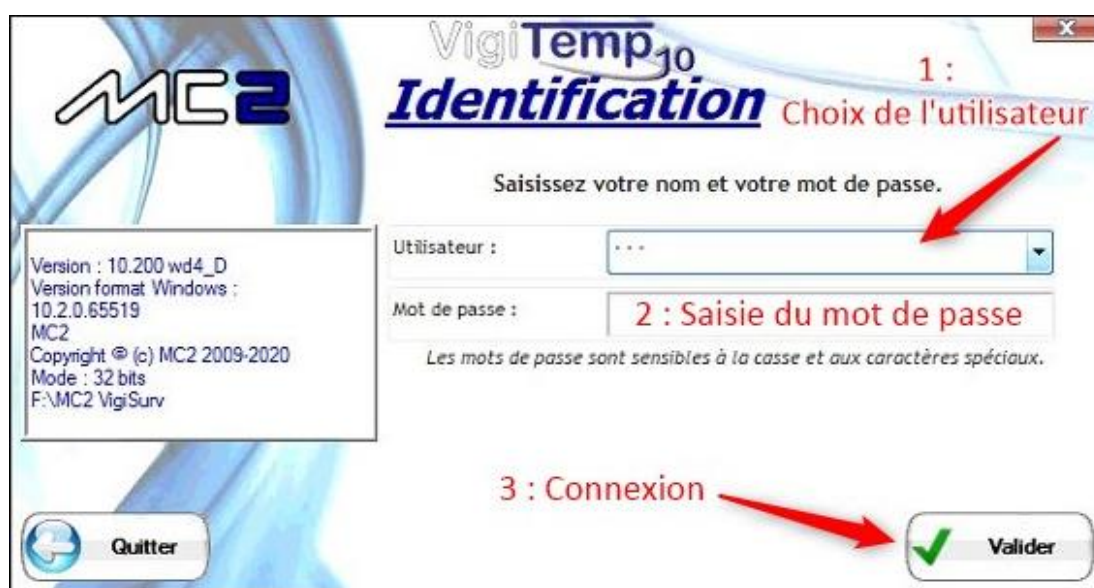 MC2
VigiTemp10
Identification
1 :
Choix de l'utilisateur
Saisissez votre nom et votre mot de passe.
Utilisateur :
...
Mot de passe :
2 : Saisie du mot de passe
Les mots de passe sont sensibles à la casse et aux caractères spéciaux.
Version : 10.200 wd4_D
Version format Windows :
10.2.0.65519
MC2
Copyright © (c) MC2 2009-2020
Mode : 32 bits
F:\MC2 VigiSurv
3 : Connexion
Quitter
Valider